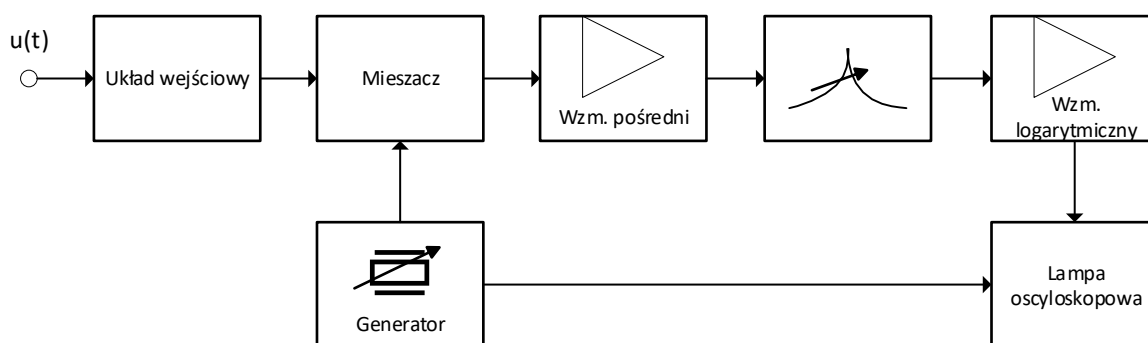 u(t)
Układ wejściowy
Mieszacz
Wzm. pośredni
Wzm.
logarytmiczny
Generator
Lampa
oscyloskopowa